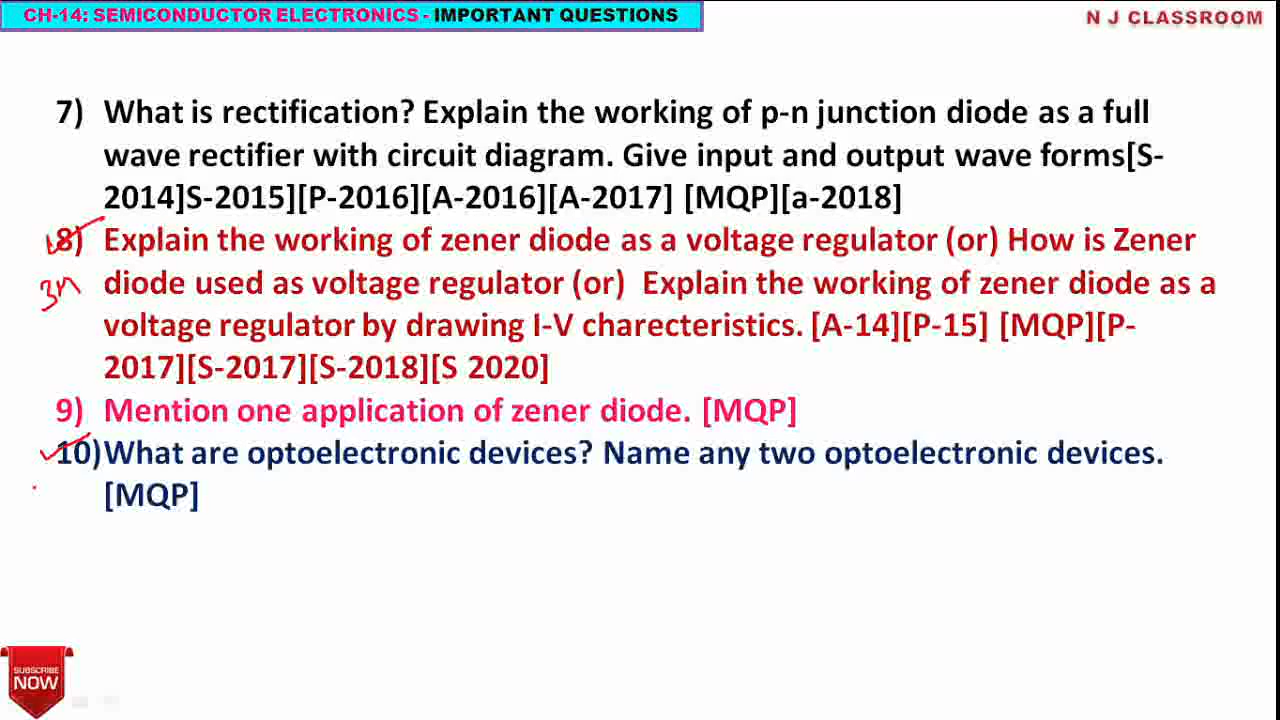 CH-14: SEMICONDUCTOR ELECTRONICS - IMPORTANT QUESTIONS
N J CLASSROOM
7) What is rectification? Explain the working of p-n junction diode as a full
wave rectifier with circuit diagram. Give input and output wave forms[S-
2014]S-2015][P-2016][A-2016][A-2017] [MQP][a-2018]
8) Explain the working of zener diode as a voltage regulator (or) How is Zener
diode used as voltage regulator (or) Explain the working of zener diode as a
voltage regulator by drawing I-V charecteristics. [A-14][P-15] [MQP][P-
2017][S-2017][S-2018][S 2020]
9) Mention one application of zener diode. [MQP]
10)What are optoelectronic devices? Name any two optoelectronic devices.
[MQP]
SUBSCRIBE
NOW